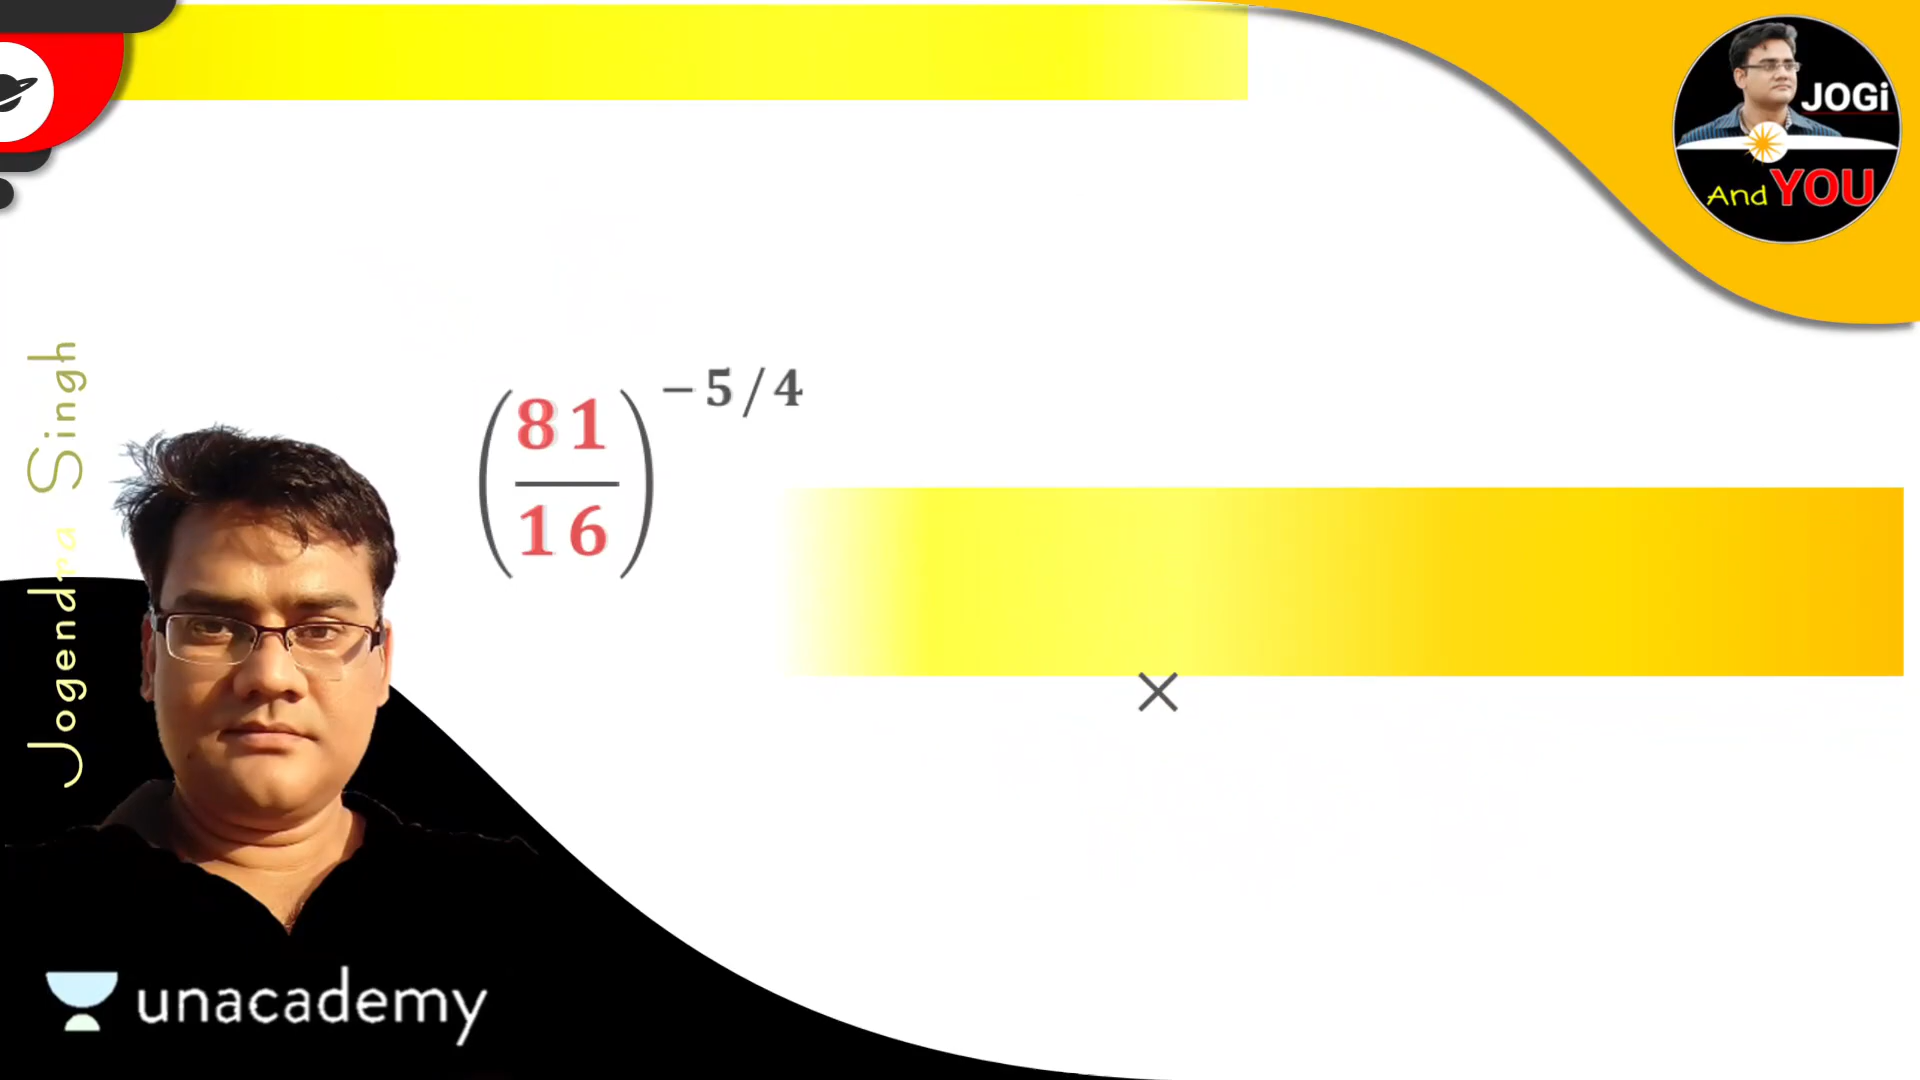 JOGi
And YOU
Jogendra Singh
(81/16)^-5/4
×
unacademy